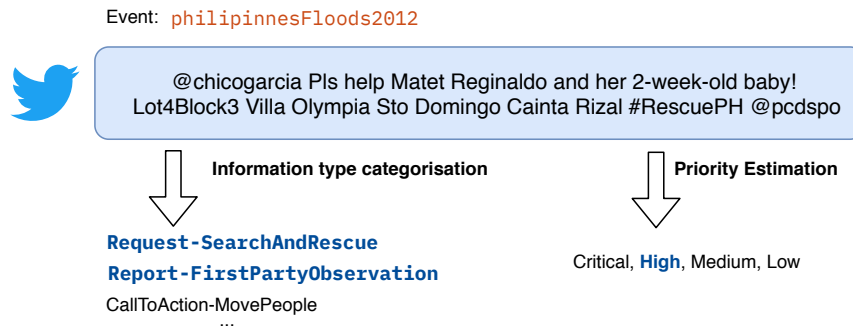 Event: philipinnesFloods2012
@chicogarcia Pls help Matet Reginaldo and her 2-week-old baby!
Lot4Block3 Villa Olympia Sto Domingo Cainta Rizal #RescuePH @pcdspo
Information type categorisation
Priority Estimation
Request-SearchAndRescue
Report-FirstPartyObservation
CallToAction-MovePeople
...
Critical, High, Medium, Low